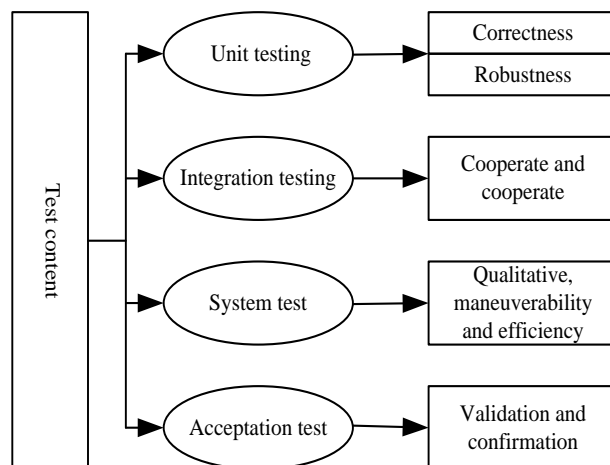 Test content
Unit testing
Correctness
Robustness
Integration testing
Cooperate and
cooperate
System test
Qualitative,
maneuverability
and efficiency
Acceptation test
Validation and
confirmation